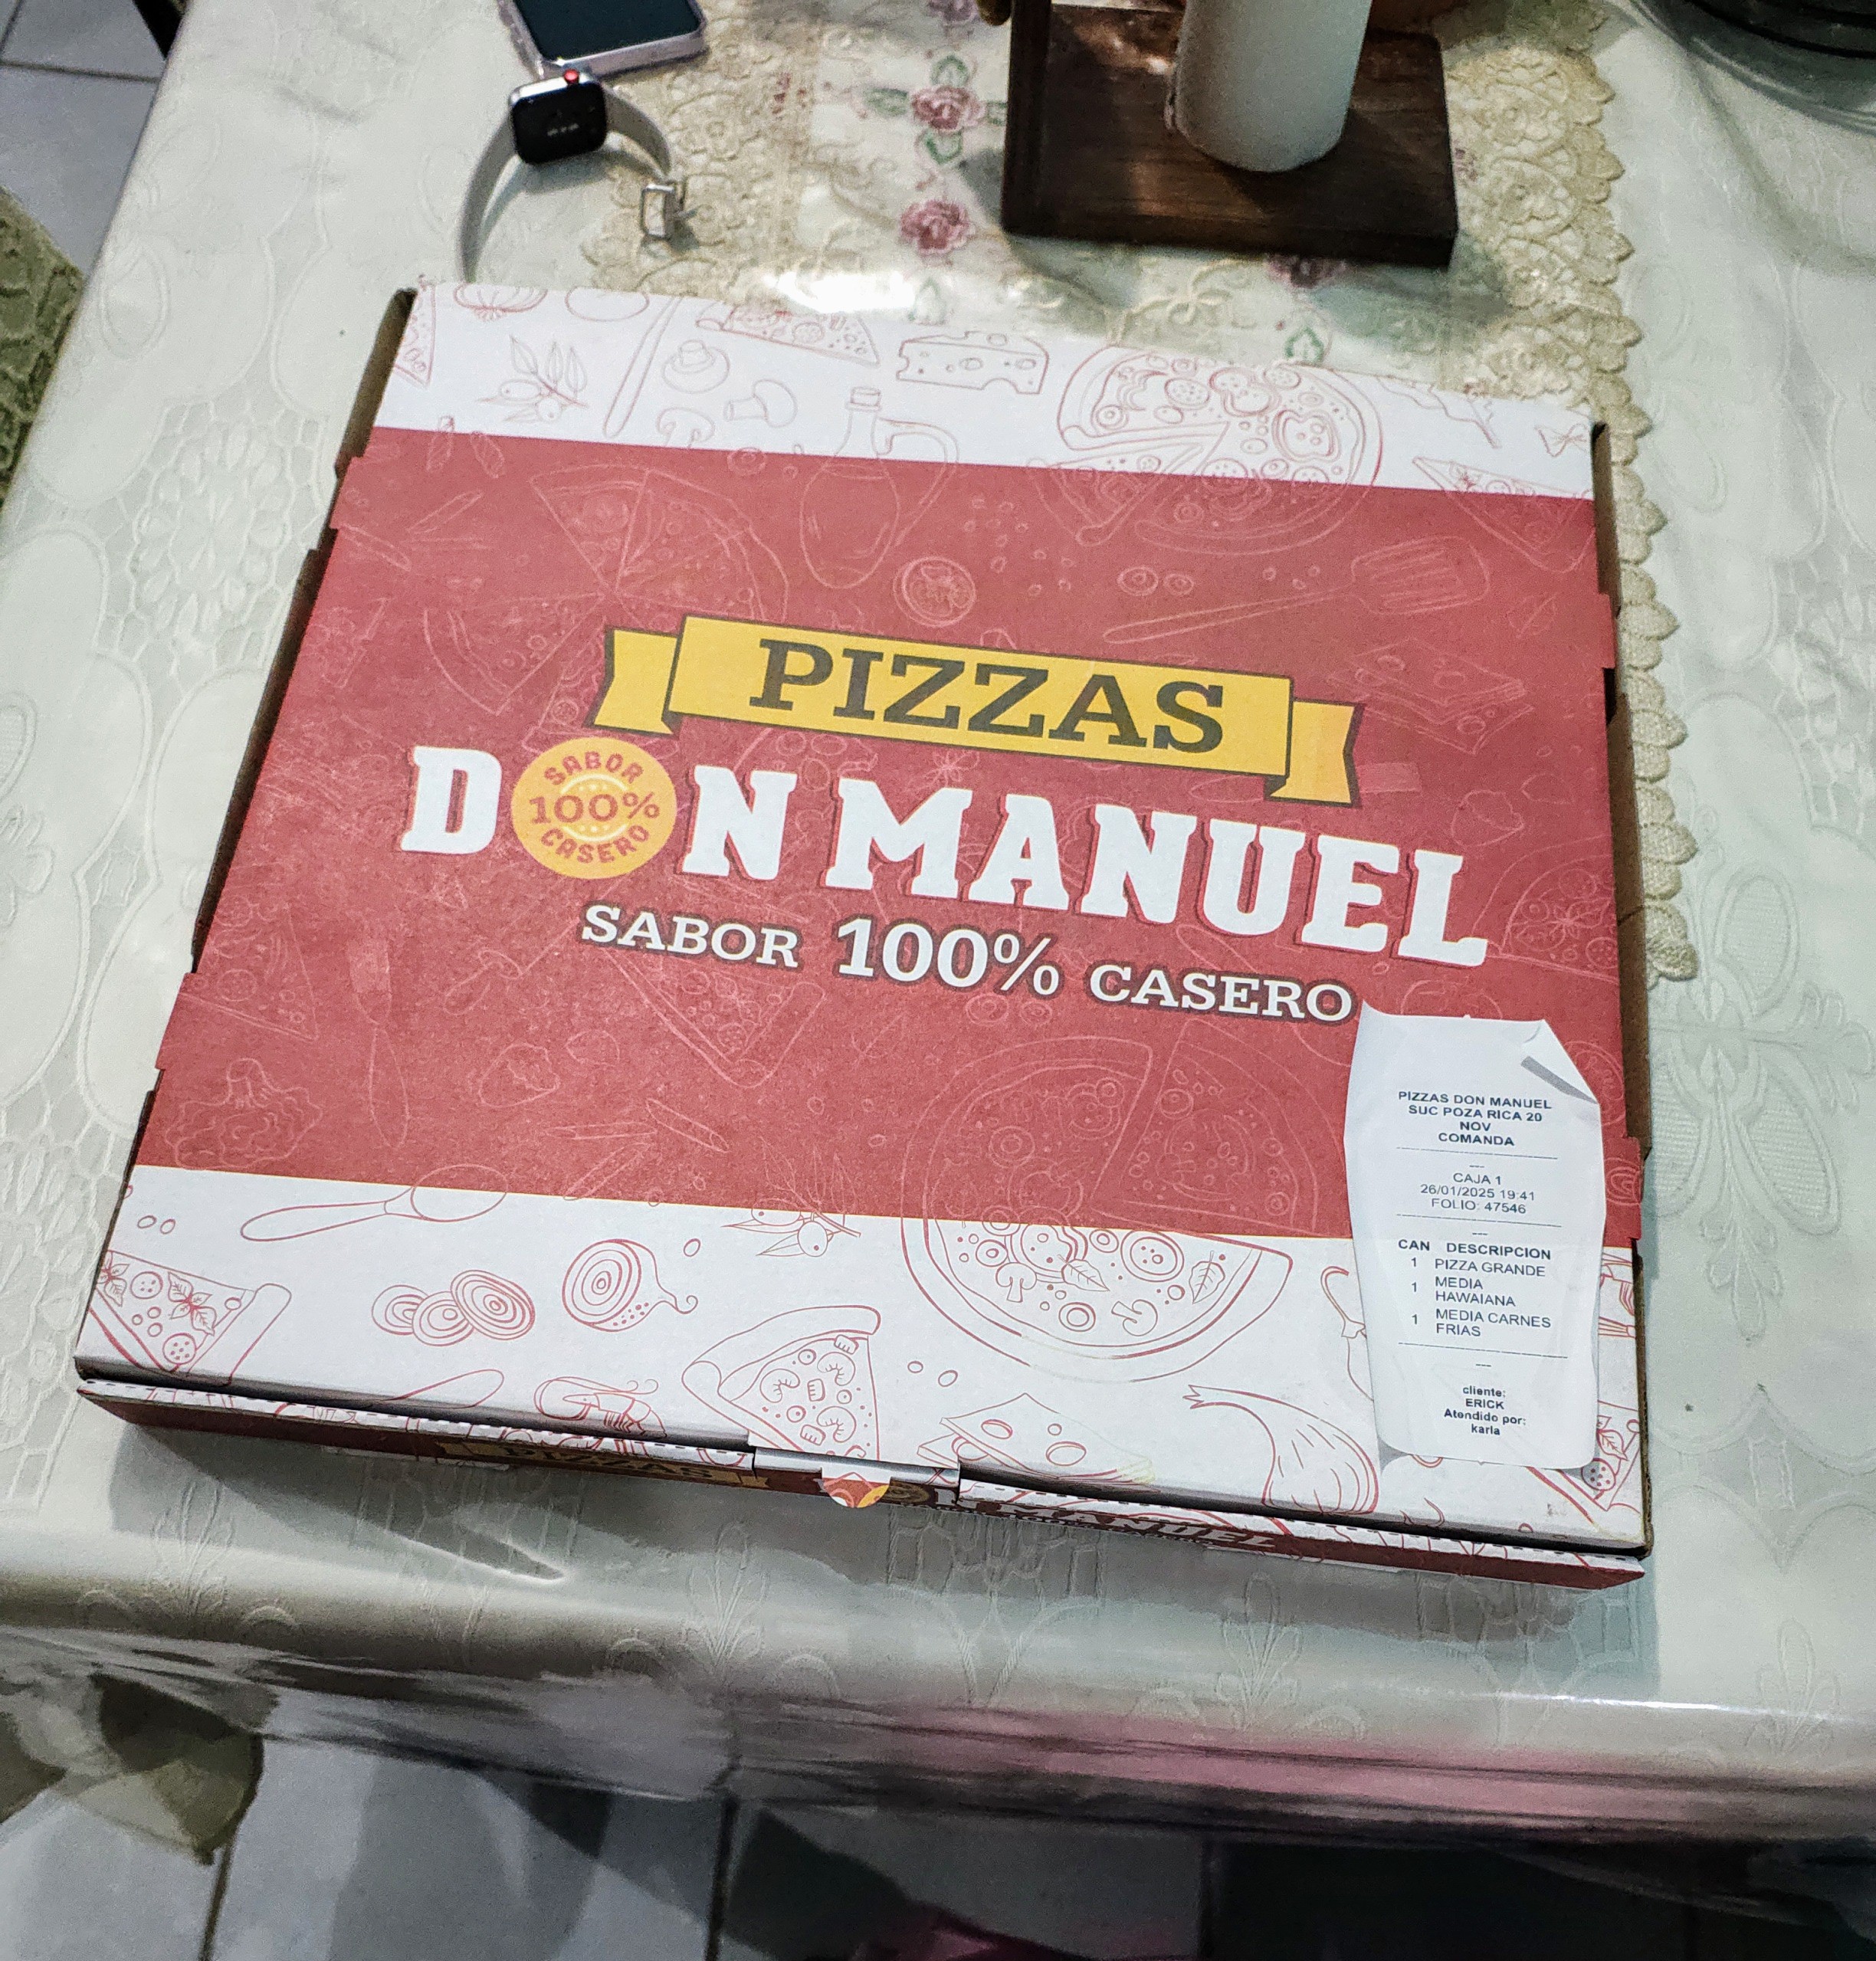 PIZZAS
DON MANUEL
SABOR
100%
CASERO
SABOR 100% CASERO
PIZZAS DON MANUEL
SUC POZA RICA 20
NOV
COMANDA
CAJA 1
26/01/2025 19:41
FOLIO: 47546
CAN DESCRIPCION
1 PIZZA GRANDE
1 MEDIA
HAWAIANA
1 MEDIA CARNES
FRIAS
cliente:
ERICK
Atendido por:
karla
PIZZAS
MANUEL